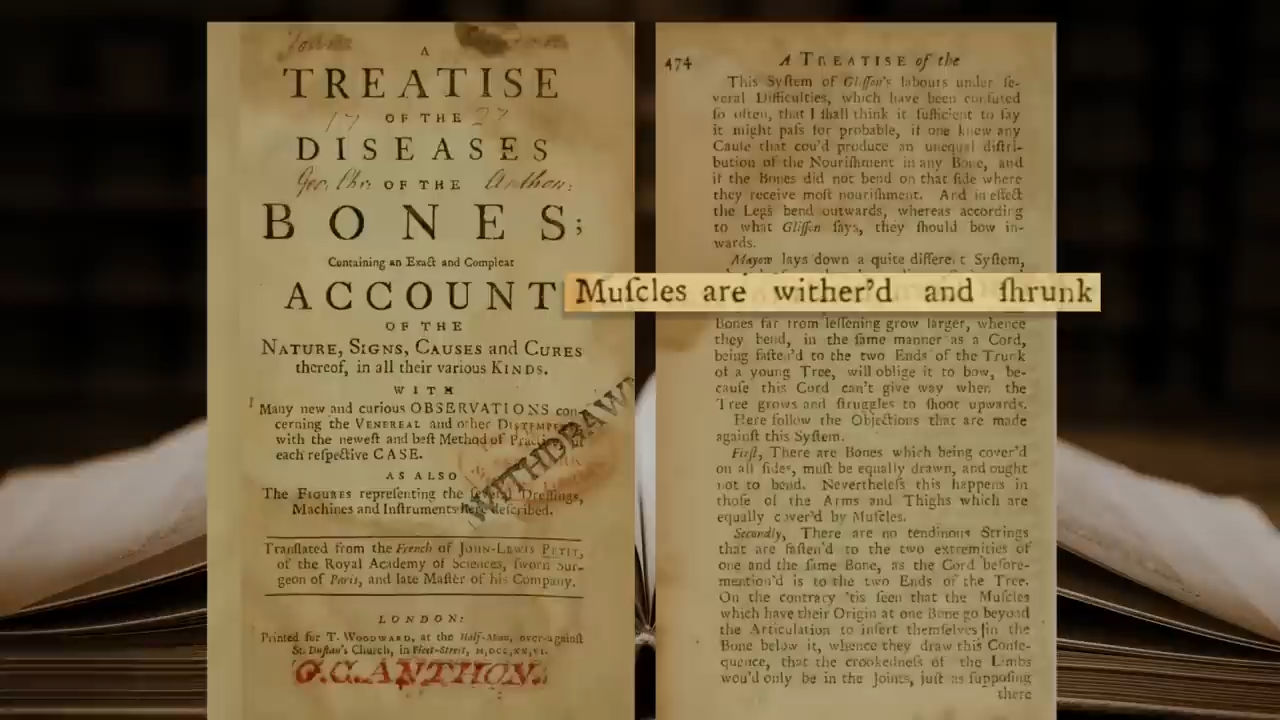 A
TREATISE
17 OF THE 27
DISEASES
OF THE
BONES;
Containing an Exact and Compleat
ACCOUNT
OF THE
NATURE, SIGNS, CAUSES and CURES
thereof, in all their various KINDS.
WITH
Many new and curious OBSERVATIONS con-
cerning the VENEREAL and other DISTEMPERS
with the newest and best Method of Practice
each respective CASE.
AS ALSO
The FIGURES representing the several Dressings,
Machines and Instruments here described.
WITHDRAWN
Translated from the French of JOHN-LEWIS PETIT,
of the Royal Academy of Sciences, sworn Sur-
geon of Paris, and late Master of his Company.
LONDON:
Printed for T. WOODWARD, at the Half-Moon, over-against
St. Dunstan's Church, in Fleet-Street, M,DCC,XX,VI.
G.C.ANTHON.
474 A TREATISE of the
This Syſtem of Gliſſon's labours under ſe-
veral Difficulties, which have been confuted
ſo often, that I ſhall think it ſufficient to ſay
it might paſs for probable, if one knew any
Cauſe that cou'd produce an unequal diſtri-
bution of the Nouriſhment in any Bone, and
if the Bones did not bend on that ſide where
they receive moſt nouriſhment. And in effect
the Legs bend outwards, whereas according
to what Gliſſon ſays, they ſhould bow in-
wards.
Mayow lays down a quite different Syſtem,
Muſcles are wither'd and ſhrunk
Bones far from leſſening grow larger, whence
they bend, in the ſame manner as a Cord,
being faſten'd to the two Ends of the Trunk
of a young Tree, will oblige it to bow, be-
cauſe this Cord can't give way when the
Tree grows and ſtruggles to ſhoot upwards.
Here follow the Objections that are made
againſt this Syſtem.
Firſt, There are Bones which being cover'd
on all ſides, muſt be equally drawn, and ought
not to bend. Nevertheleſs this happens in
thoſe of the Arms and Thighs which are
equally cover'd by Muſcles.
Secondly, There are no tendinous Strings
that are faſten'd to the two extremities of
one and the ſame Bone, as the Cord before-
mention'd is to the two Ends of the Tree.
On the contrary 'tis ſeen that the Muſcles
which have their Origin at one Bone go beyond
the Articulation to inſert themſelves in the
Bone below it, whence they draw this Conſe-
quence, that the crookedneſs of the Limbs
wou'd only be in the Joints, juſt as ſuppoſing
there